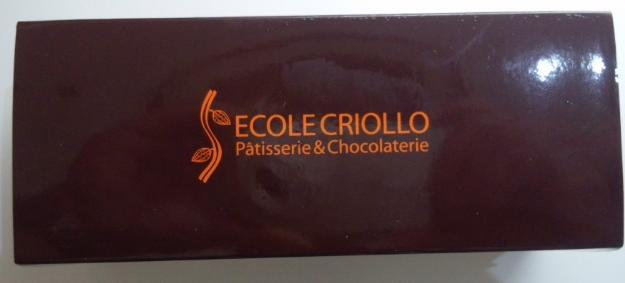 ECOLE CRIOLLO
Pâtisserie & Chocolaterie